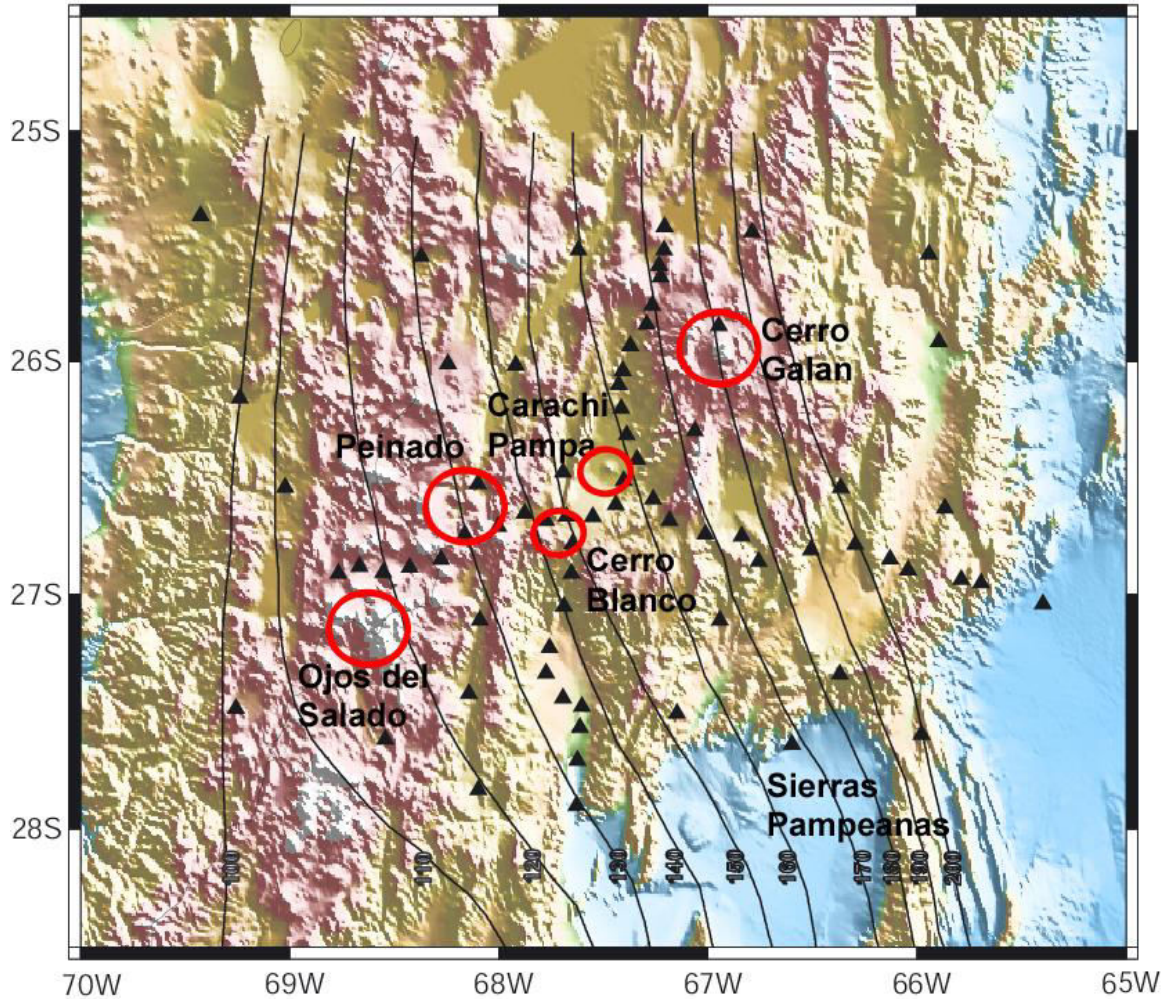 25S
26S
27S
28S
Cerro
Galan
Carachi
Pampa
Peinado
Cerro
Blanco
Ojos del
Salado
Sierras
Pampeanas
100
110
120
130
140
150
160
170
180
190
200
70W
69W
68W
67W
66W
65W